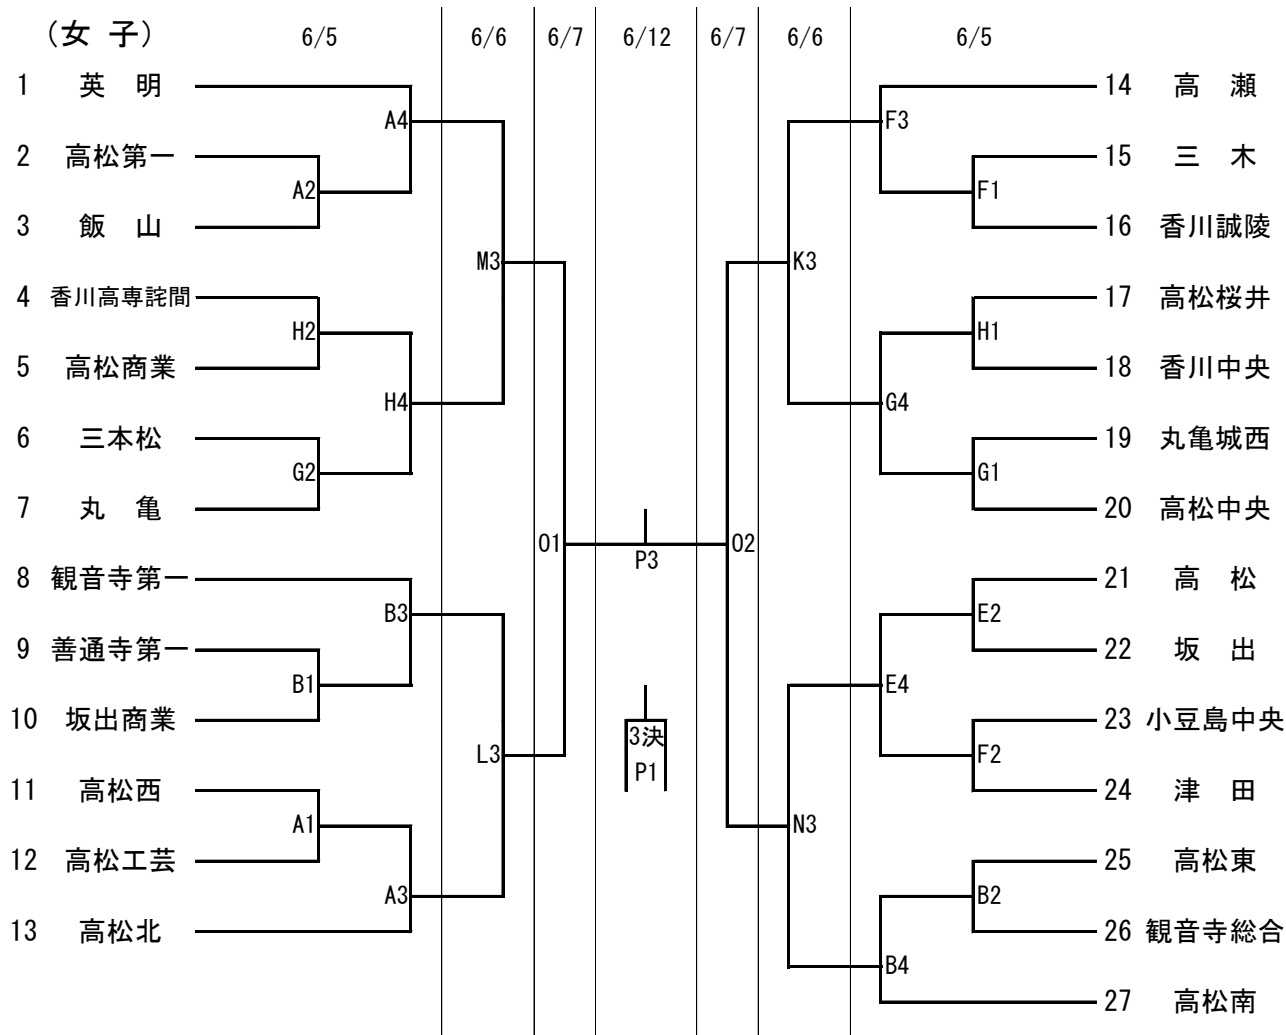 （女 子）
6/5 6/6 6/7 6/12 6/7 6/6 6/5
1 英 明
A4
2 高松第一
A2
3 飯 山
M3
4 香川高専詫間
H2
5 高松商業
H4
6 三本松
G2
7 丸 亀
O1
8 観音寺第一
B3
9 善通寺第一
B1
10 坂出商業
L3
11 高松西
A1
12 高松工芸
A3
13 高松北
P3
3決
P1
14 高 瀬
F3
15 三 木
F1
16 香川誠陵
K3
17 高松桜井
H1
18 香川中央
G4
19 丸亀城西
G1
20 高松中央
O2
21 高 松
E2
22 坂 出
E4
23 小豆島中央
F2
24 津 田
N3
25 高松東
B2
26 観音寺総合
B4
27 高松南